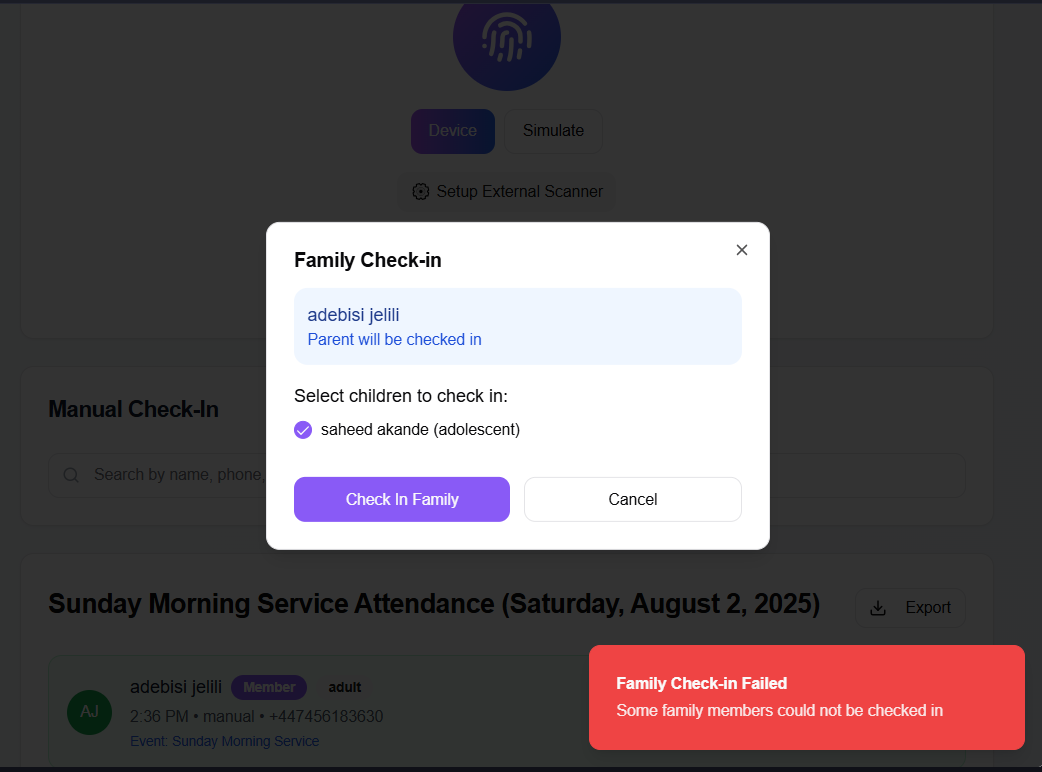 Device
Simulate
Setup External Scanner
Family Check-in
adebisi jelili
Parent will be checked in
Select children to check in:
saheed akande (adolescent)
Check In Family
Cancel
Manual Check-In
Search by name, phone,
Sunday Morning Service Attendance (Saturday, August 2, 2025)
Export
AJ
adebisi jelili
Member
adult
2:36 PM • manual • +447456183630
Event: Sunday Morning Service
Family Check-in Failed
Some family members could not be checked in